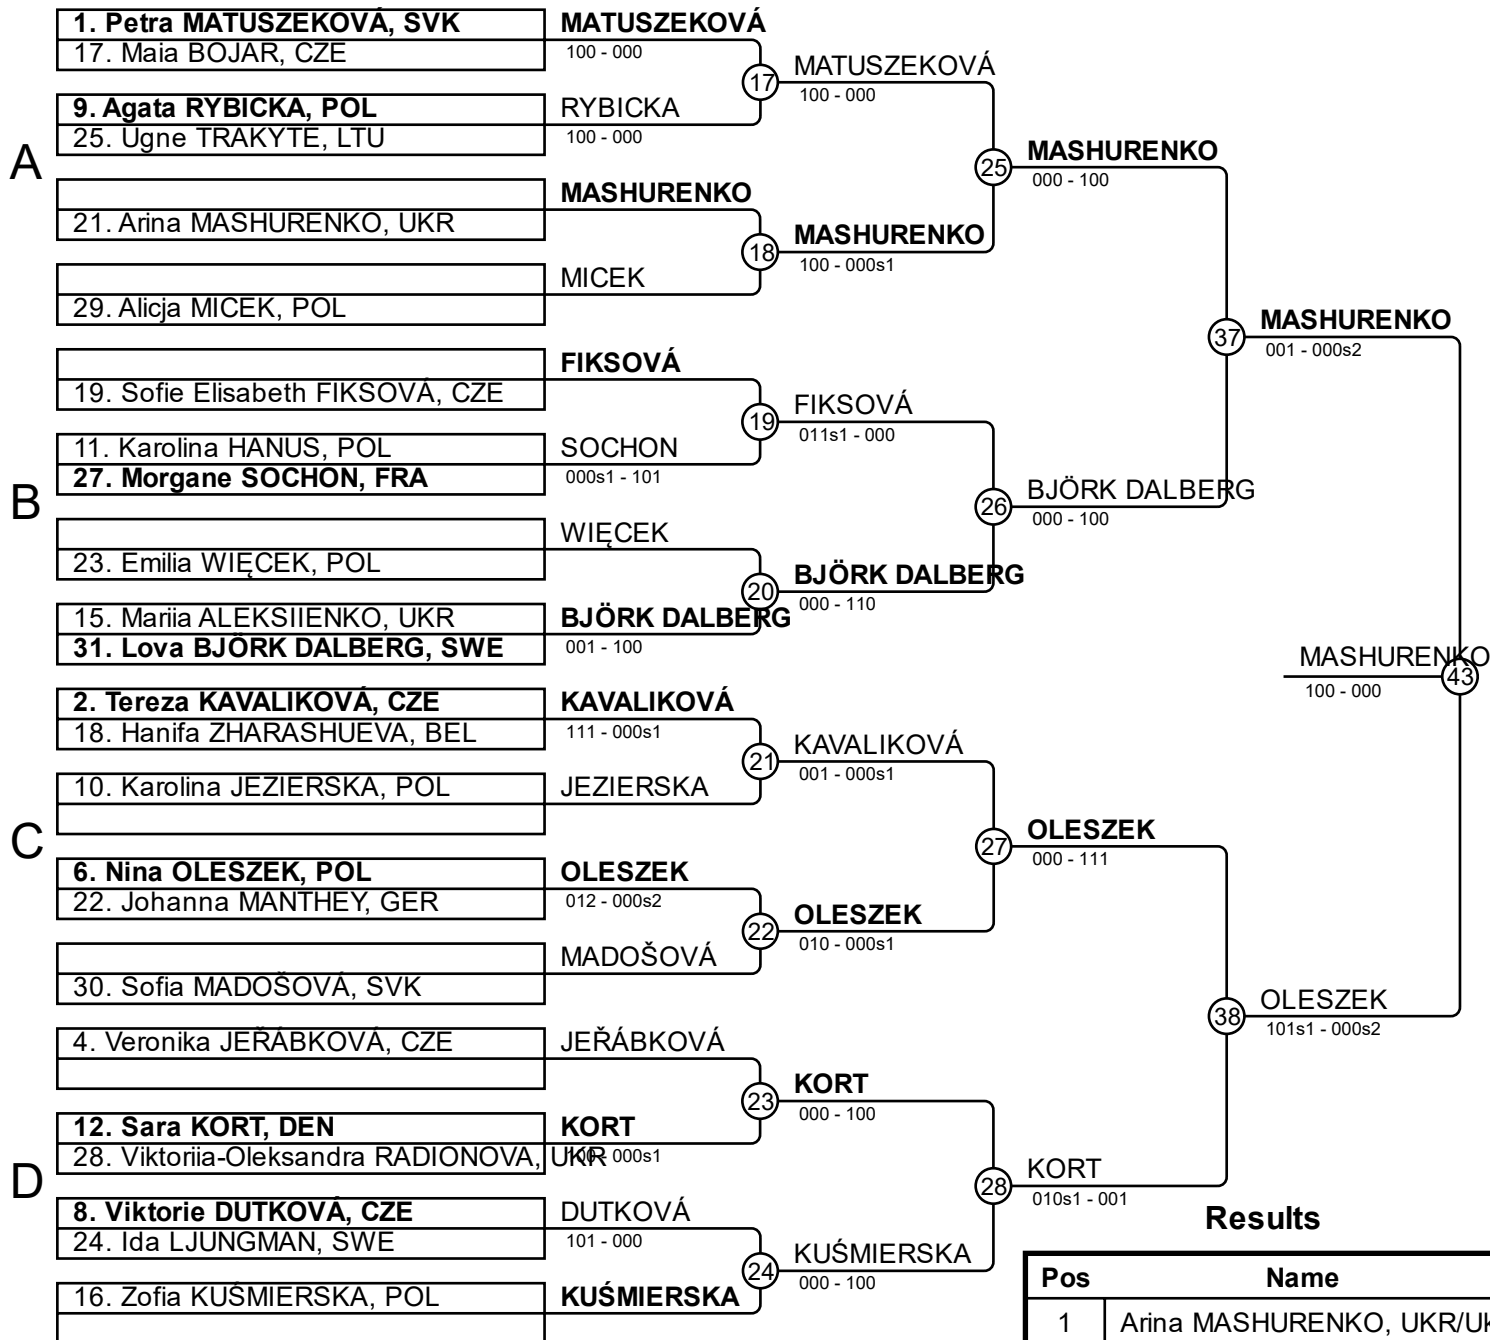 1. Petra MATUSZEKOVÁ, SVK
17. Maia BOJAR, CZE
MATUSZEKOVÁ
100 - 000
9. Agata RYBICKA, POL
25. Ugne TRAKYTE, LTU
RYBICKA
100 - 000
17
MATUSZEKOVÁ
100 - 000
A
21. Arina MASHURENKO, UKR
MASHURENKO
29. Alicja MICEK, POL
MICEK
18
MASHURENKO
100 - 000s1
25
MASHURENKO
000 - 100
19. Sofie Elisabeth FIKSOVÁ, CZE
FIKSOVÁ
11. Karolina HANUS, POL
27. Morgane SOCHON, FRA
SOCHON
000s1 - 101
19
FIKSOVÁ
011s1 - 000
B
23. Emilia WIĘCEK, POL
WIĘCEK
15. Mariia ALEKSIIENKO, UKR
31. Lova BJÖRK DALBERG, SWE
BJÖRK DALBERG
001 - 100
20
BJÖRK DALBERG
000 - 110
26
BJÖRK DALBERG
000 - 100
37
MASHURENKO
001 - 000s2
2. Tereza KAVALIKOVÁ, CZE
18. Hanifa ZHARASHUEVA, BEL
KAVALIKOVÁ
111 - 000s1
10. Karolina JEZIERSKA, POL
JEZIERSKA
21
KAVALIKOVÁ
001 - 000s1
C
6. Nina OLESZEK, POL
22. Johanna MANTHEY, GER
OLESZEK
012 - 000s2
30. Sofia MADOŠOVÁ, SVK
MADOŠOVÁ
22
OLESZEK
010 - 000s1
27
OLESZEK
000 - 111
4. Veronika JEŘÁBKOVÁ, CZE
JEŘÁBKOVÁ
12. Sara KORT, DEN
28. Viktoriia-Oleksandra RADIONOVA, UKR
KORT
100 - 000s1
23
KORT
000 - 100
D
8. Viktorie DUTKOVÁ, CZE
24. Ida LJUNGMAN, SWE
DUTKOVÁ
101 - 000
16. Zofia KUŚMIERSKA, POL
KUŚMIERSKA
24
KUŚMIERSKA
000 - 100
28
KORT
010s1 - 001
38
OLESZEK
101s1 - 000s2
MASHURENKO
100 - 000
43
Results
Pos Name
1 Arina MASHURENKO, UKR/UK